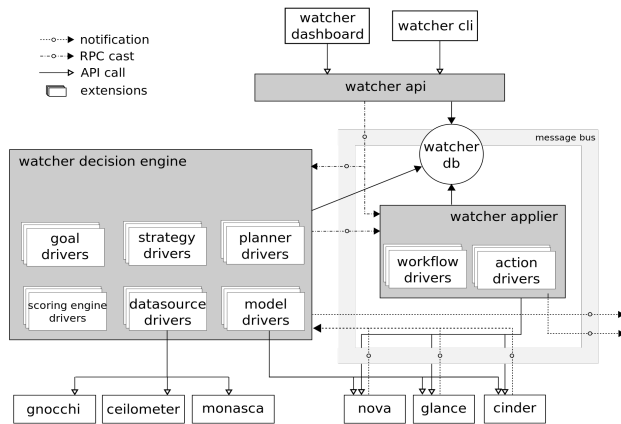 watcher
dashboard
watcher cli
notification
RPC cast
API call
extensions
watcher api
message bus
watcher
db
watcher decision engine
watcher applier
goal
drivers
strategy
drivers
planner
drivers
workflow
drivers
action
drivers
scoring engine
drivers
datasource
drivers
model
drivers
gnocchi
ceilometer
monasca
nova
glance
cinder